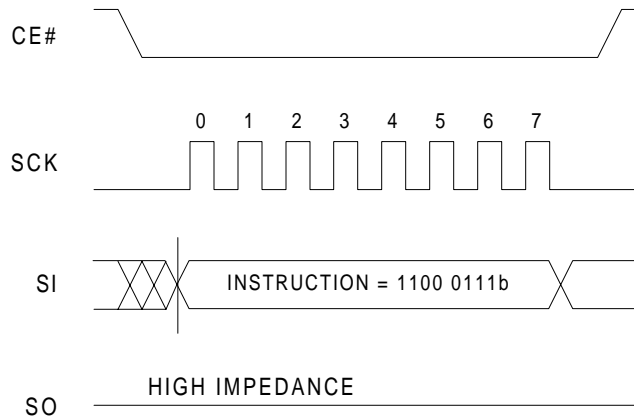 CE#
0 1 2 3 4 5 6 7
SCK
SI
INSTRUCTION = 1100 0111b
HIGH IMPEDANCE
SO